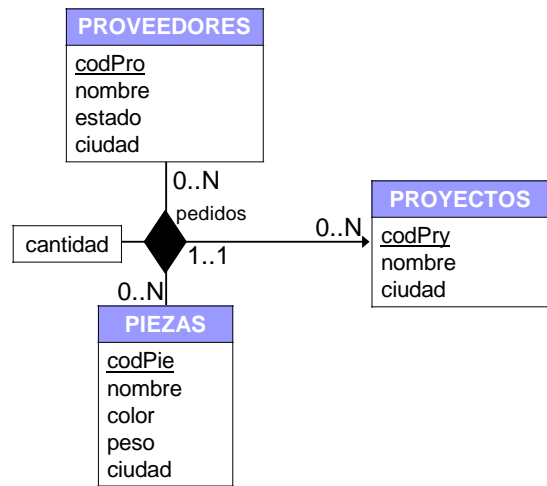 PROVEEDORES
codPro
nombre
estado
ciudad
0..N
pedidos
cantidad
1..1
0..N
PROYECTOS
codPry
nombre
ciudad
0..N
PIEZAS
codPie
nombre
color
peso
ciudad